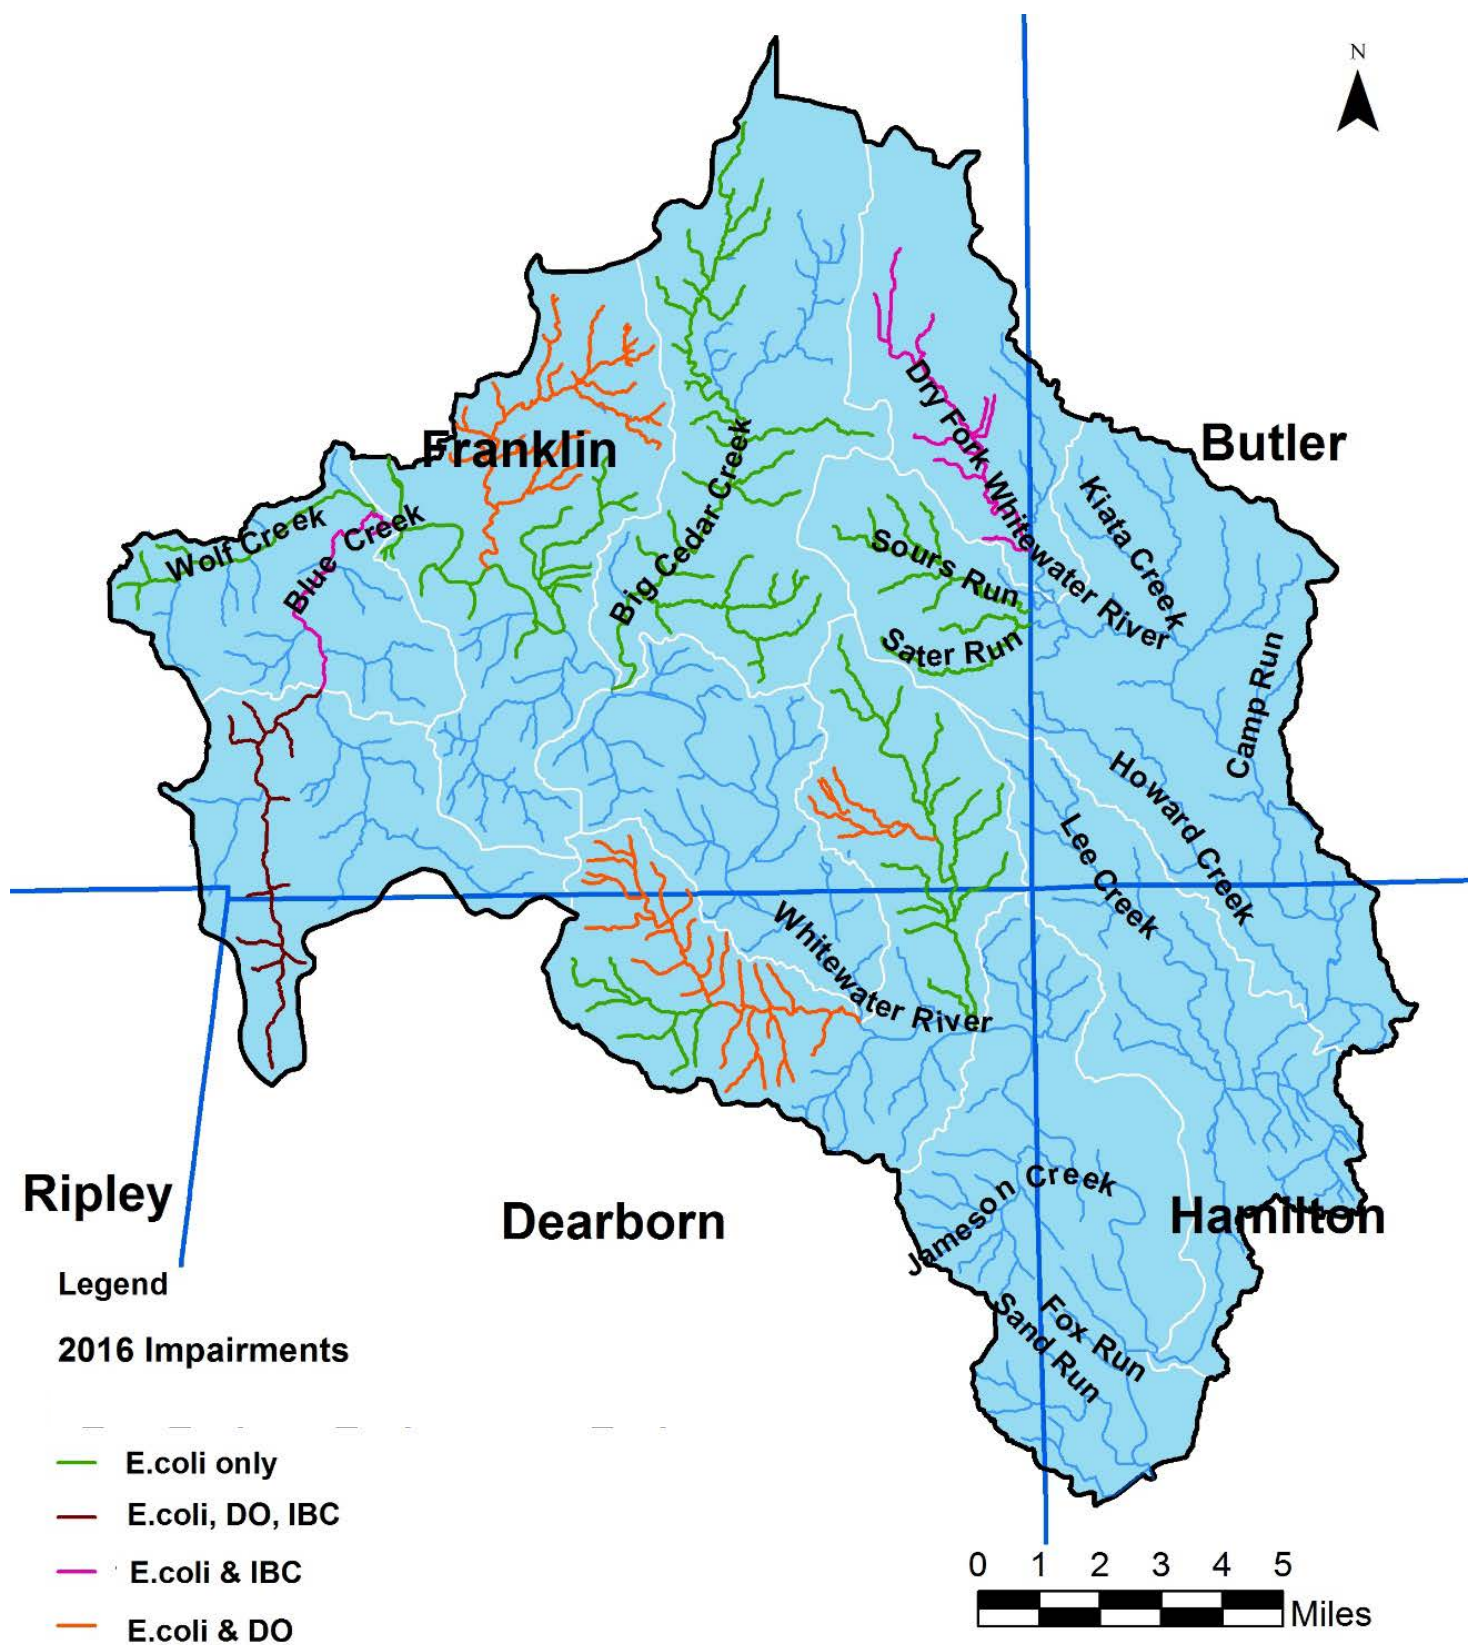 N
Butler
Franklin
Dry Fork Whitewater River
Kiata Creek
Big Cedar Creek
Wolf Creek
Blue Creek
Sours Run
Sater Run
Camp Run
Howard Creek
Lee Creek
Whitewater River
Ripley
Dearborn
Jameson Creek
Hamilton
Fox Run
Sand Run
Legend
2016 Impairments
E.coli only
E.coli, DO, IBC
E.coli & IBC
E.coli & DO
0 1 2 3 4 5
Miles